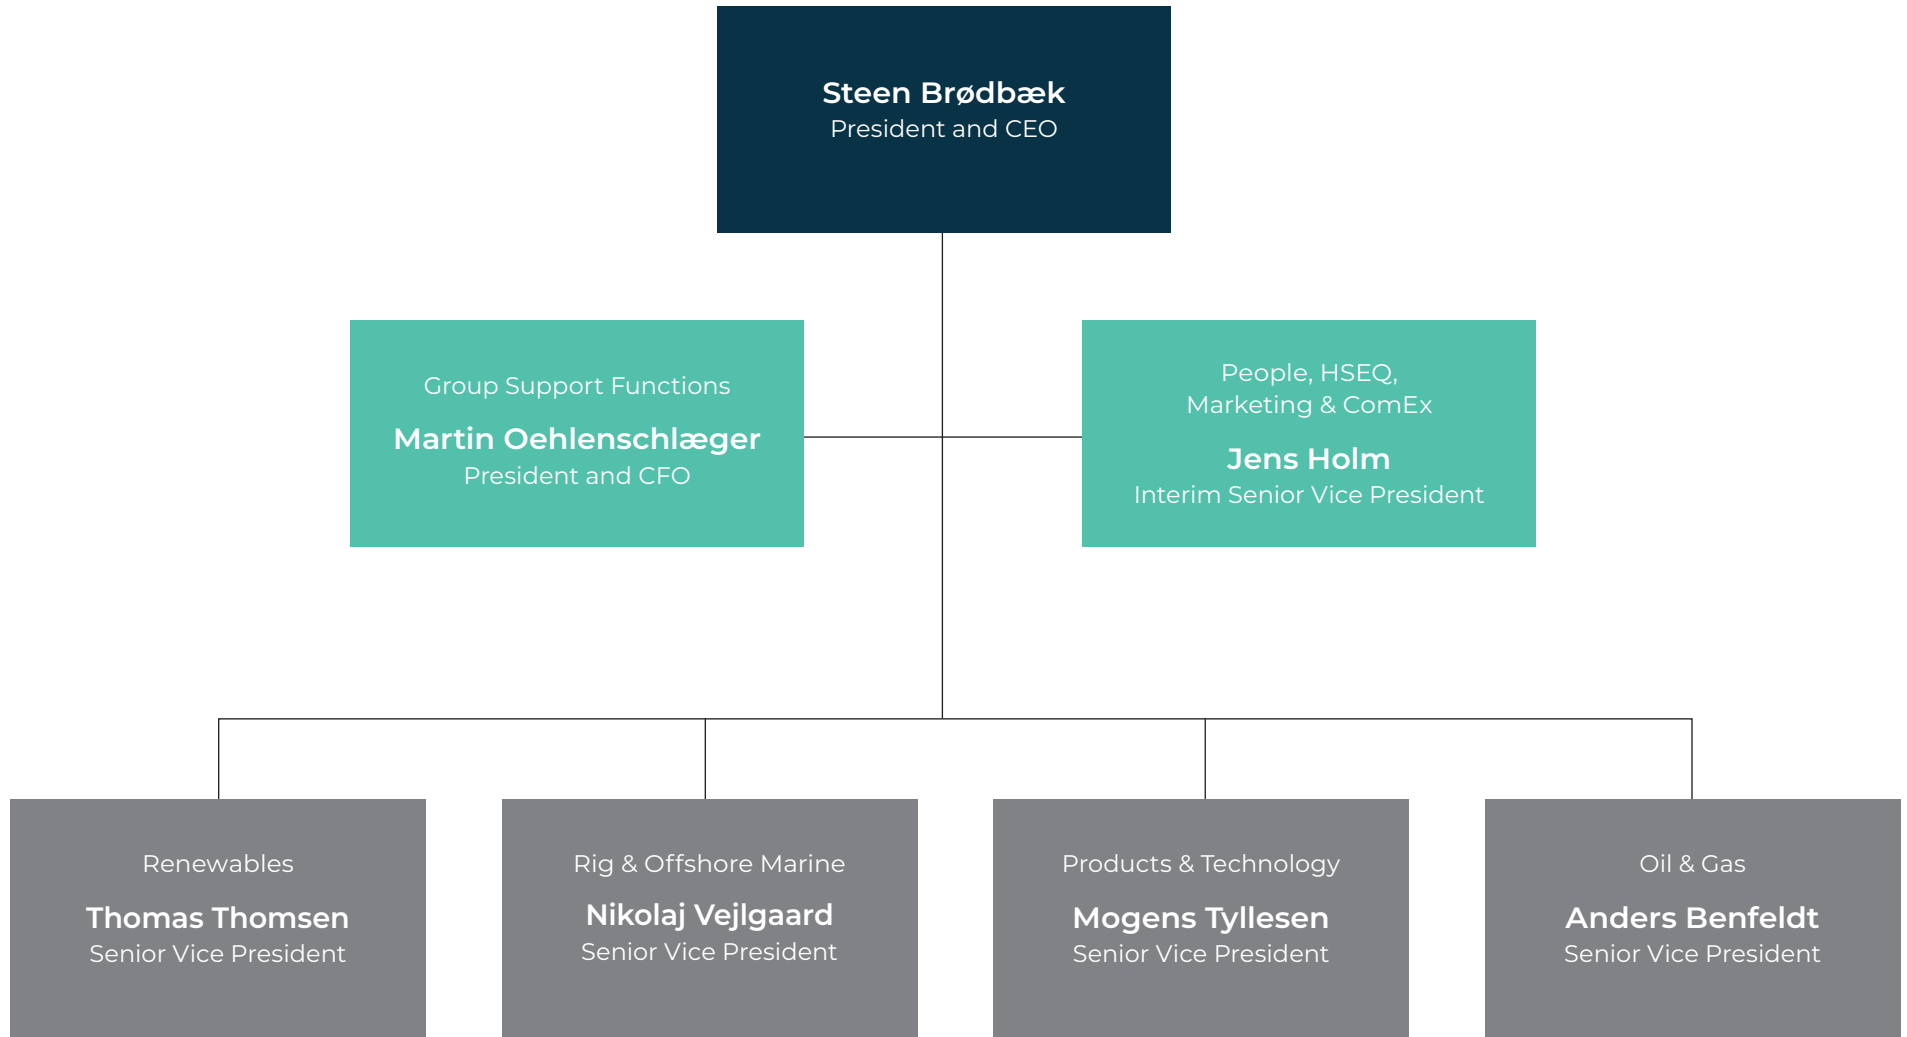 Steen Brødbæk
President and CEO
Group Support Functions
Martin Oehlenschlæger
President and CFO
People, HSEQ,
Marketing & ComEx
Jens Holm
Interim Senior Vice President
Renewables
Thomas Thomsen
Senior Vice President
Rig & Offshore Marine
Nikolaj Vejlgaard
Senior Vice President
Products & Technology
Mogens Tyllesen
Senior Vice President
Oil & Gas
Anders Benfeldt
Senior Vice President